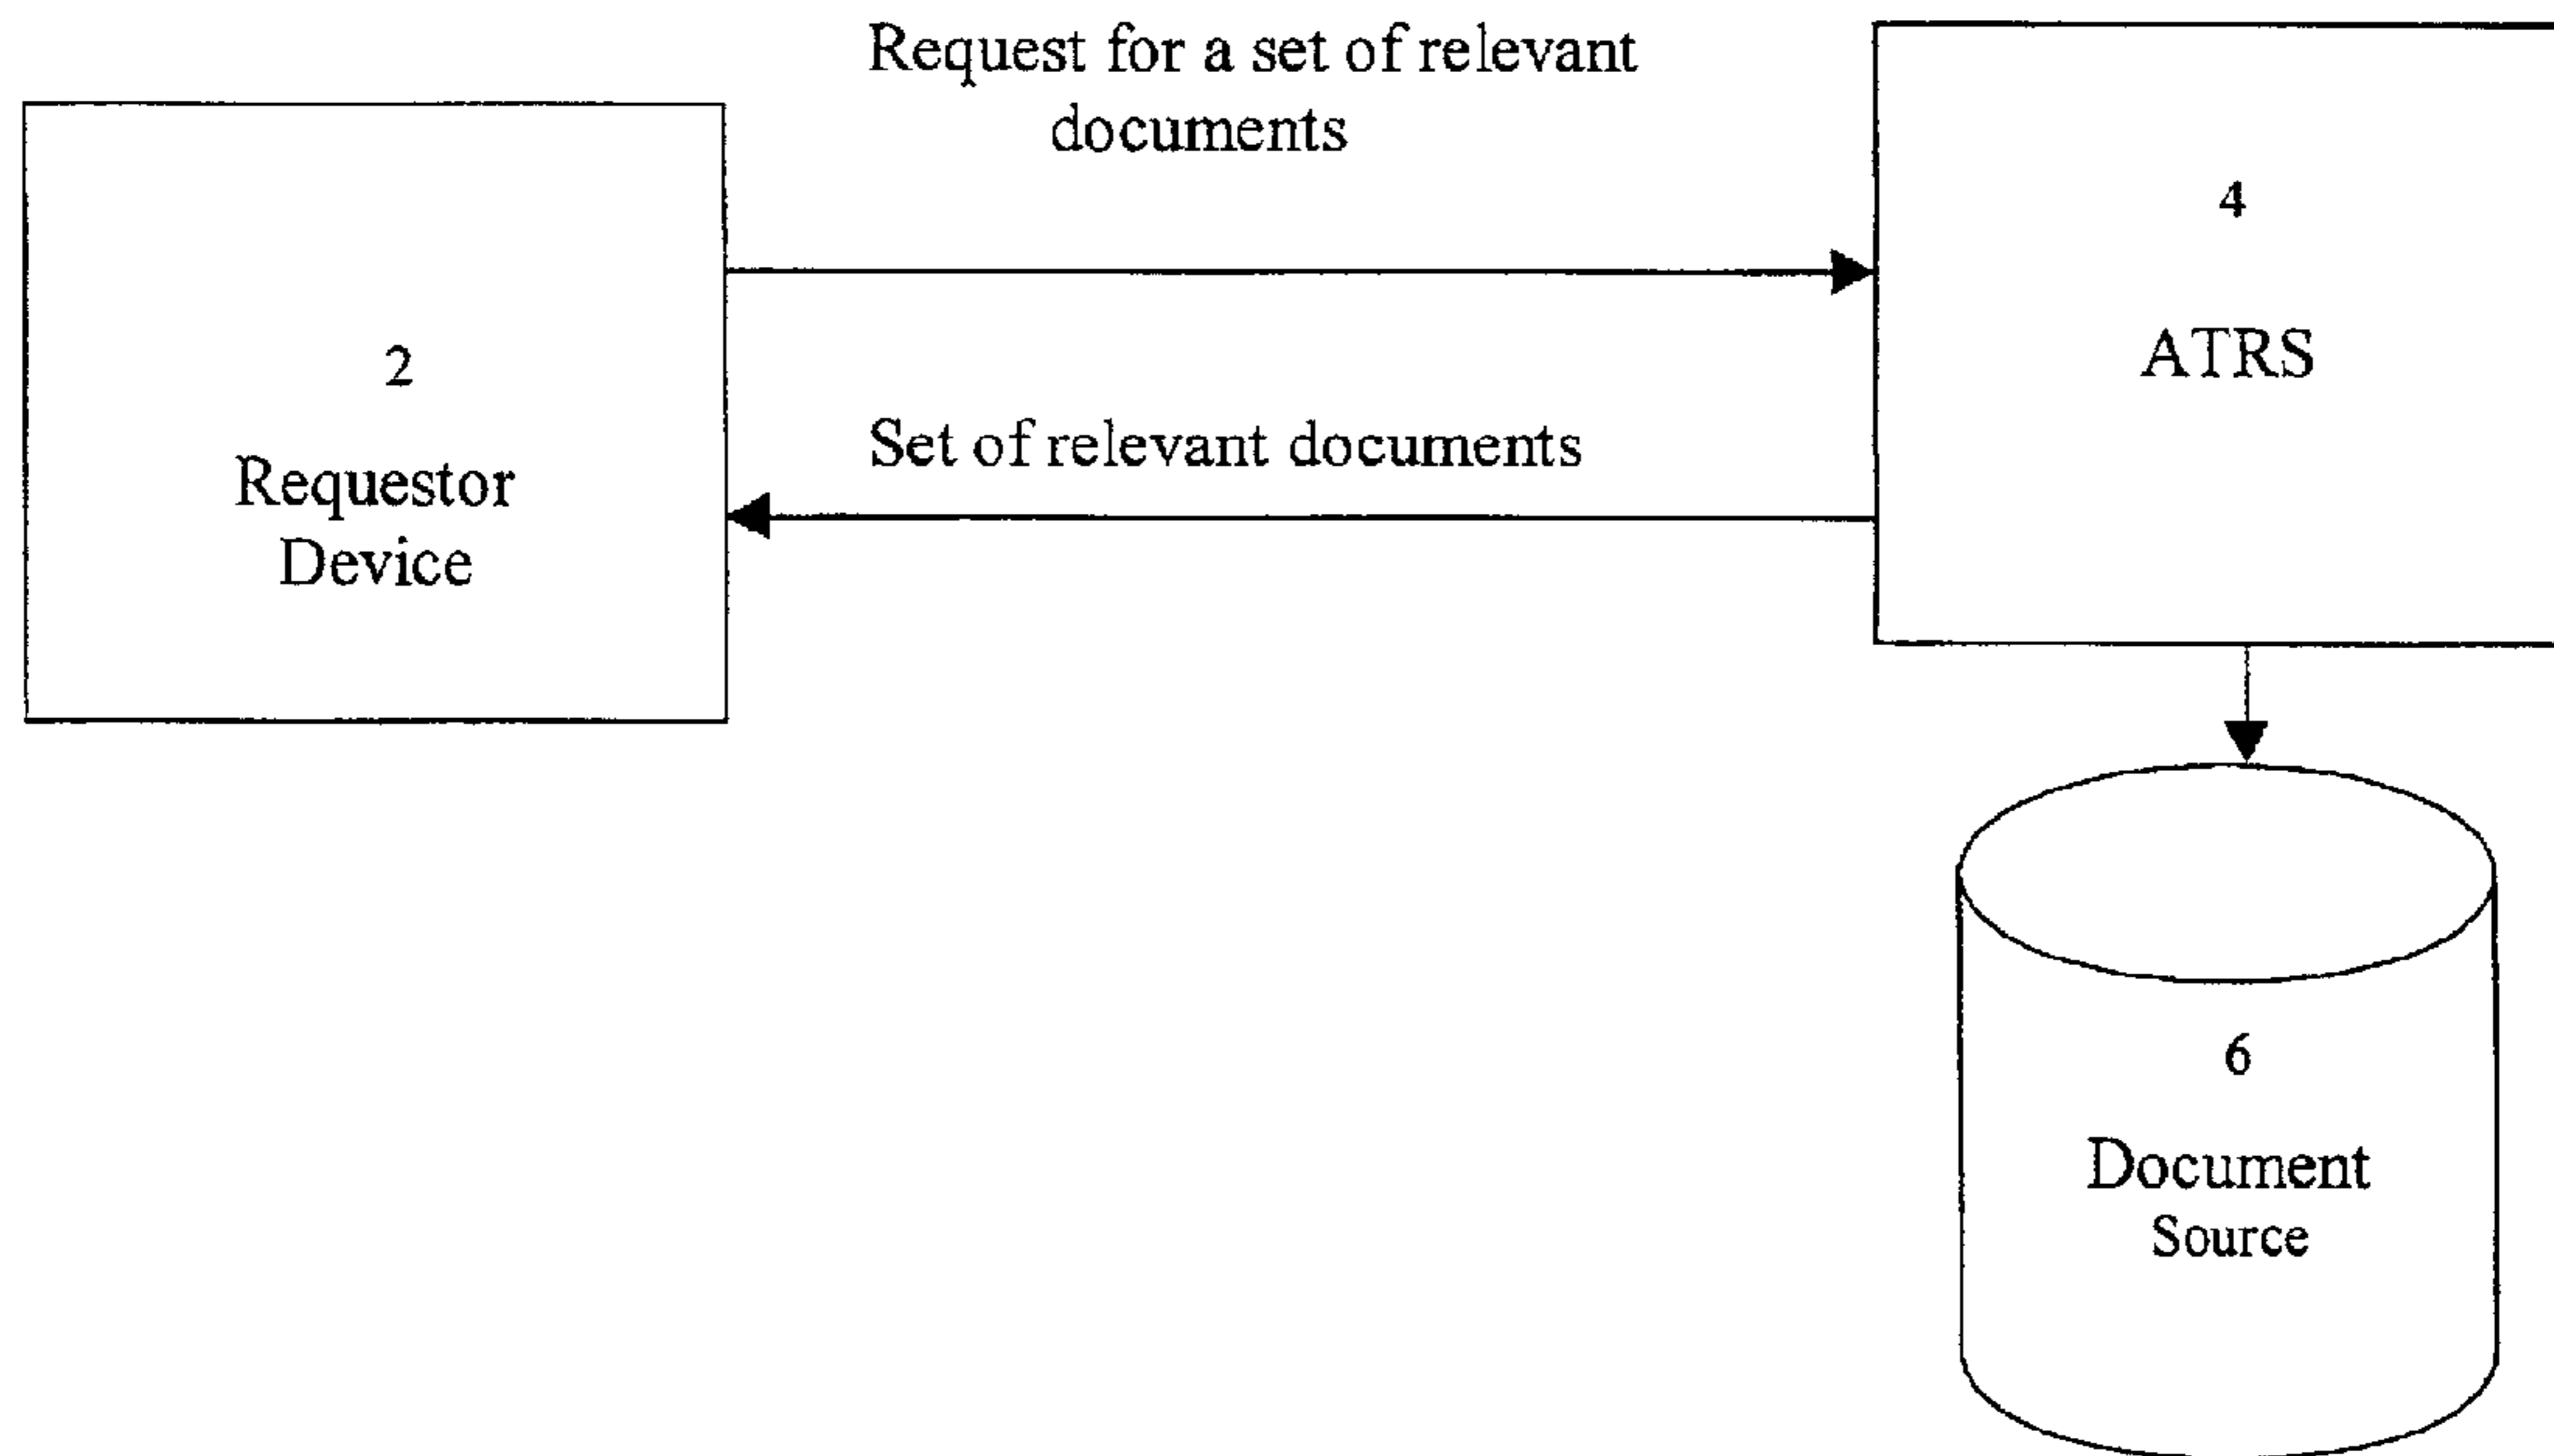 Request for a set of relevant
documents
4
ATRS
2
Requestor
Device
Set of relevant documents
6
Document
Source